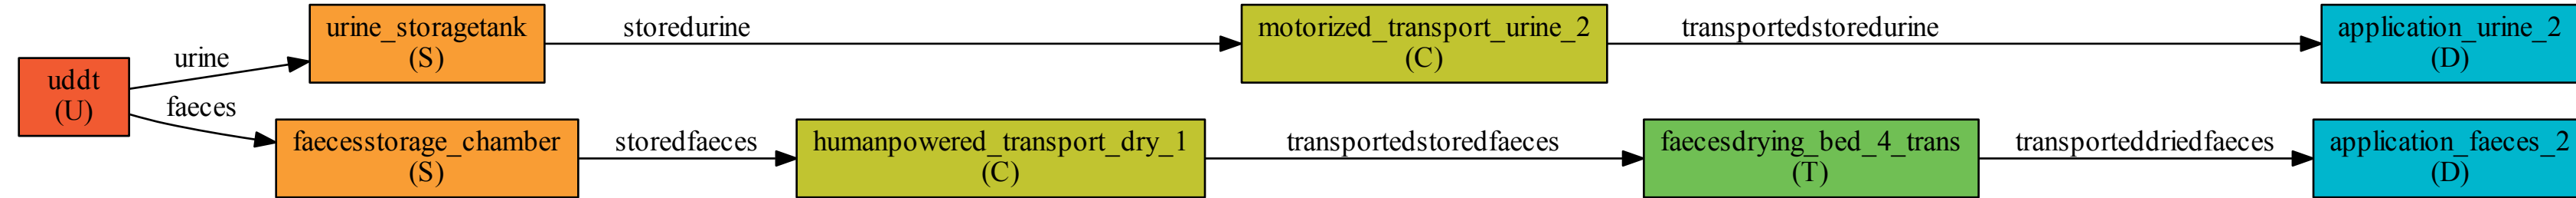 uddt
(U)
urine
faeces
urine_storagetank
(S)
storedurine
motorized_transport_urine_2
(C)
transportedstoredurine
application_urine_2
(D)
faecesstorage_chamber
(S)
storedfaeces
humanpowered_transport_dry_1
(C)
transportedstoredfaeces
faecesdrying_bed_4_trans
(T)
transporteddriedfaeces
application_faeces_2
(D)